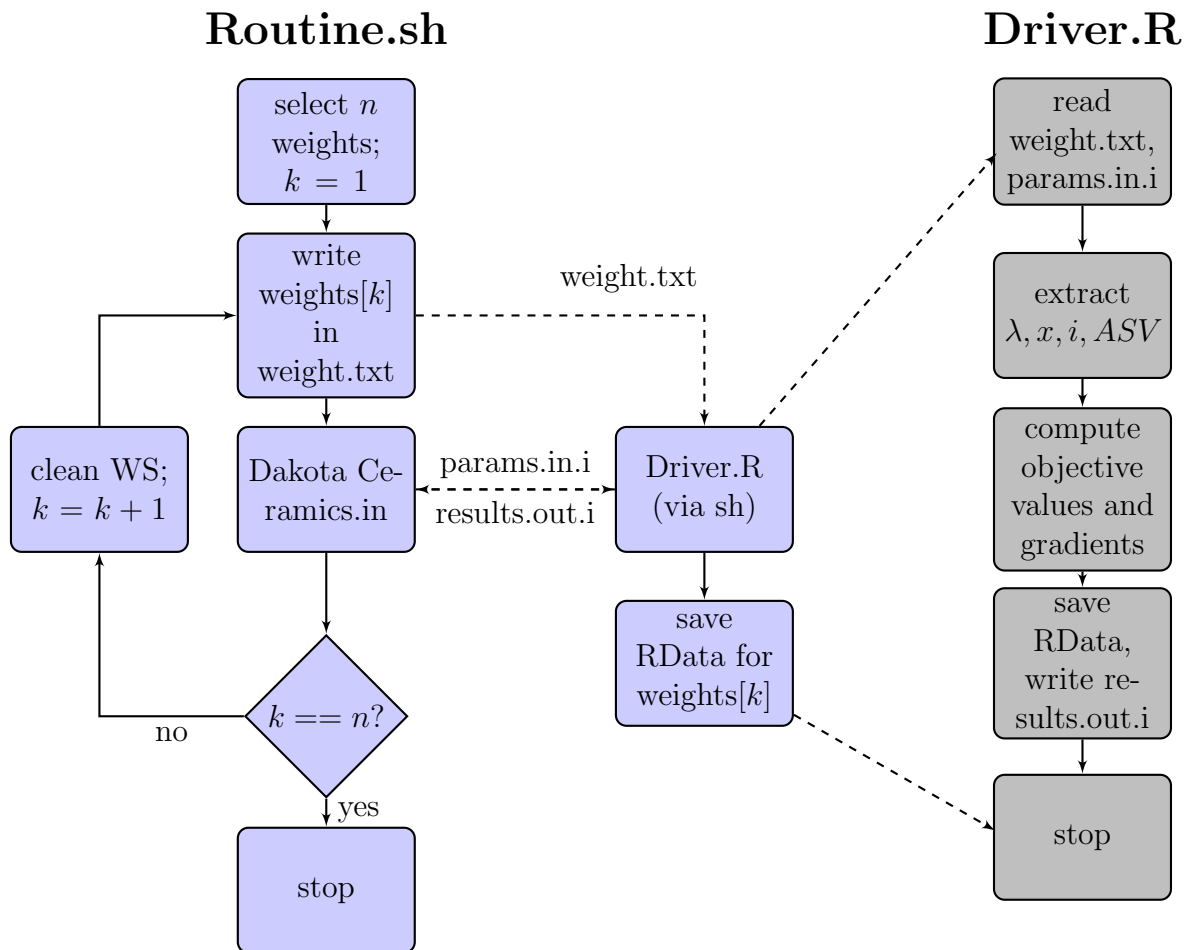 Routine.sh
Driver.R
select n
weights;
k = 1
write
weights[k]
in
weight.txt
weight.txt
clean WS;
k = k + 1
Dakota Ce-
ramics.in
params.in.i
results.out.i
Driver.R
(via sh)
save
RData for
weights[k]
k == n?
no
yes
stop
read
weight.txt,
params.in.i
extract
λ, x, i, ASV
compute
objective
values and
gradients
save
RData,
write re-
sults.out.i
stop